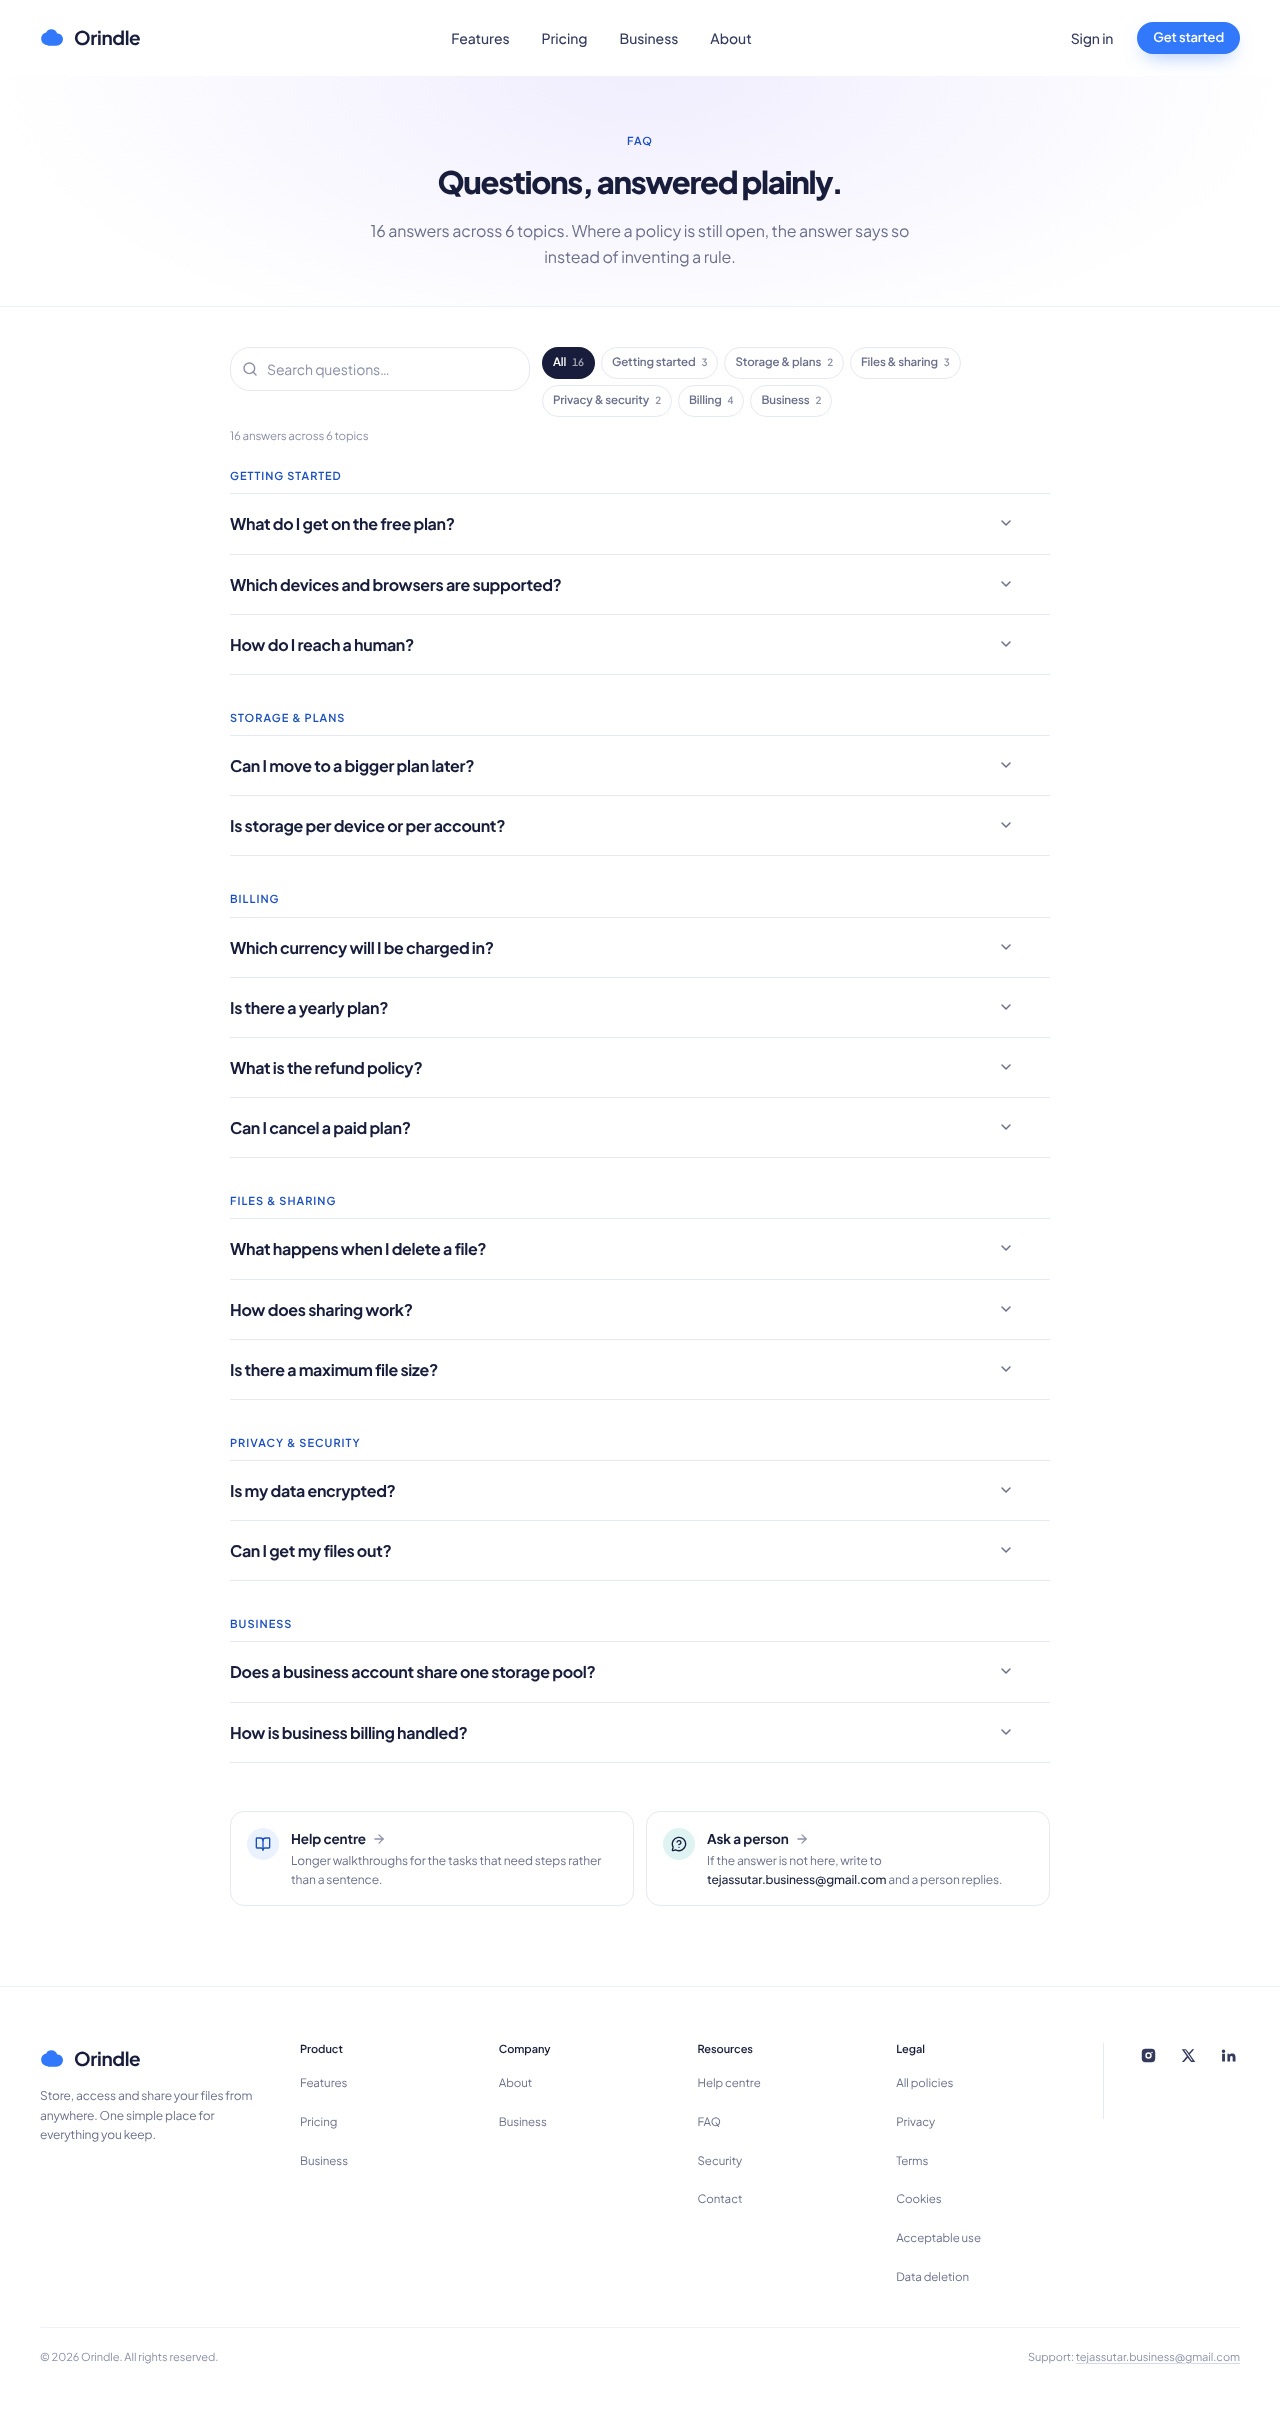 Orindle
Features
Pricing
Business
About
Sign in
Get started
FAQ
Questions, answered plainly.
16 answers across 6 topics. Where a policy is still open, the answer says so
instead of inventing a rule.
Search questions…
All 16
Getting started 3
Storage & plans 2
Files & sharing 3
Privacy & security 2
Billing 4
Business 2
16 answers across 6 topics
GETTING STARTED
What do I get on the free plan?
Which devices and browsers are supported?
How do I reach a human?
STORAGE & PLANS
Can I move to a bigger plan later?
Is storage per device or per account?
BILLING
Which currency will I be charged in?
Is there a yearly plan?
What is the refund policy?
Can I cancel a paid plan?
FILES & SHARING
What happens when I delete a file?
How does sharing work?
Is there a maximum file size?
PRIVACY & SECURITY
Is my data encrypted?
Can I get my files out?
BUSINESS
Does a business account share one storage pool?
How is business billing handled?
Help centre →
Longer walkthroughs for the tasks that need steps rather
than a sentence.
Ask a person →
If the answer is not here, write to
tejassutar.business@gmail.com and a person replies.
Orindle
Store, access and share your files from
anywhere. One simple place for
everything you keep.
Product
Features
Pricing
Business
Company
About
Business
Resources
Help centre
FAQ
Security
Contact
Legal
All policies
Privacy
Terms
Cookies
Acceptable use
Data deletion
© 2026 Orindle. All rights reserved.
Support: tejassutar.business@gmail.com